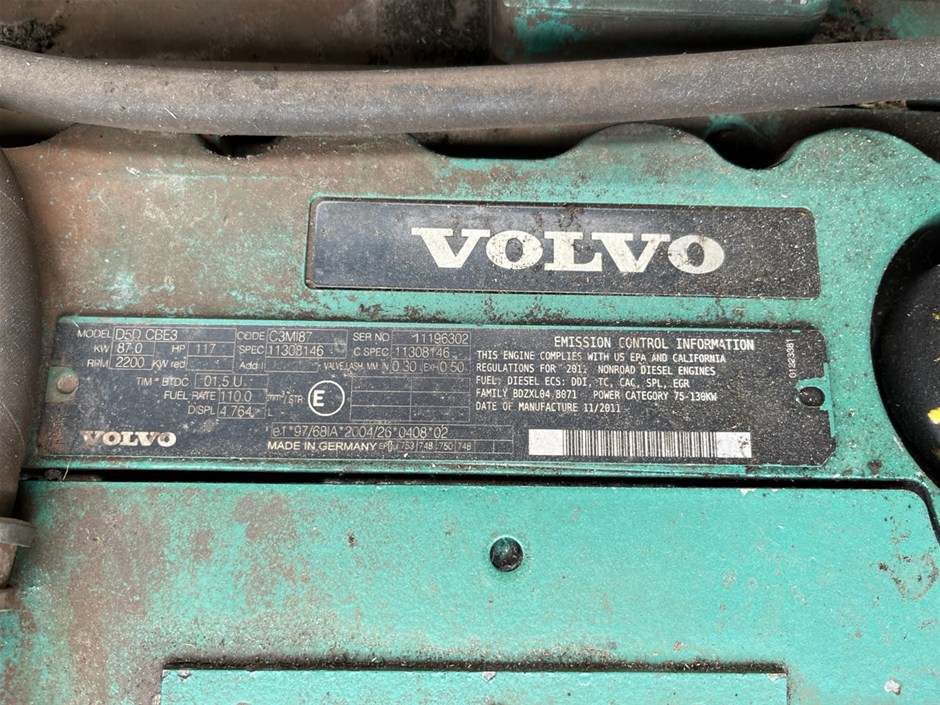 VOLVO
MODEL D5D CBE3 CODE C3MI87 SER NO 11196302
KW 87.0 HP 117 SPEC 11308146 C SPEC 11308146
RPM 2200 KW red Add I VALVE LASH MM IN 0.30 EX 0.50
TIM ° BTDC 01.5 U
FUEL RATE 110.0 mm³/STR
DISPL 4.764 L
E
VOLVO
e1*97/68IA*2004/26*0408*02
MADE IN GERMANY
EMISSION CONTROL INFORMATION
THIS ENGINE COMPLIES WITH US EPA AND CALIFORNIA
REGULATIONS FOR 201. NONROAD DIESEL ENGINES
FUEL: DIESEL ECS: DDI, TC, CAC, SPL, EGR
FAMILY BDZXL04.8071 POWER CATEGORY 75-130KW
DATE OF MANUFACTURE 11/2011